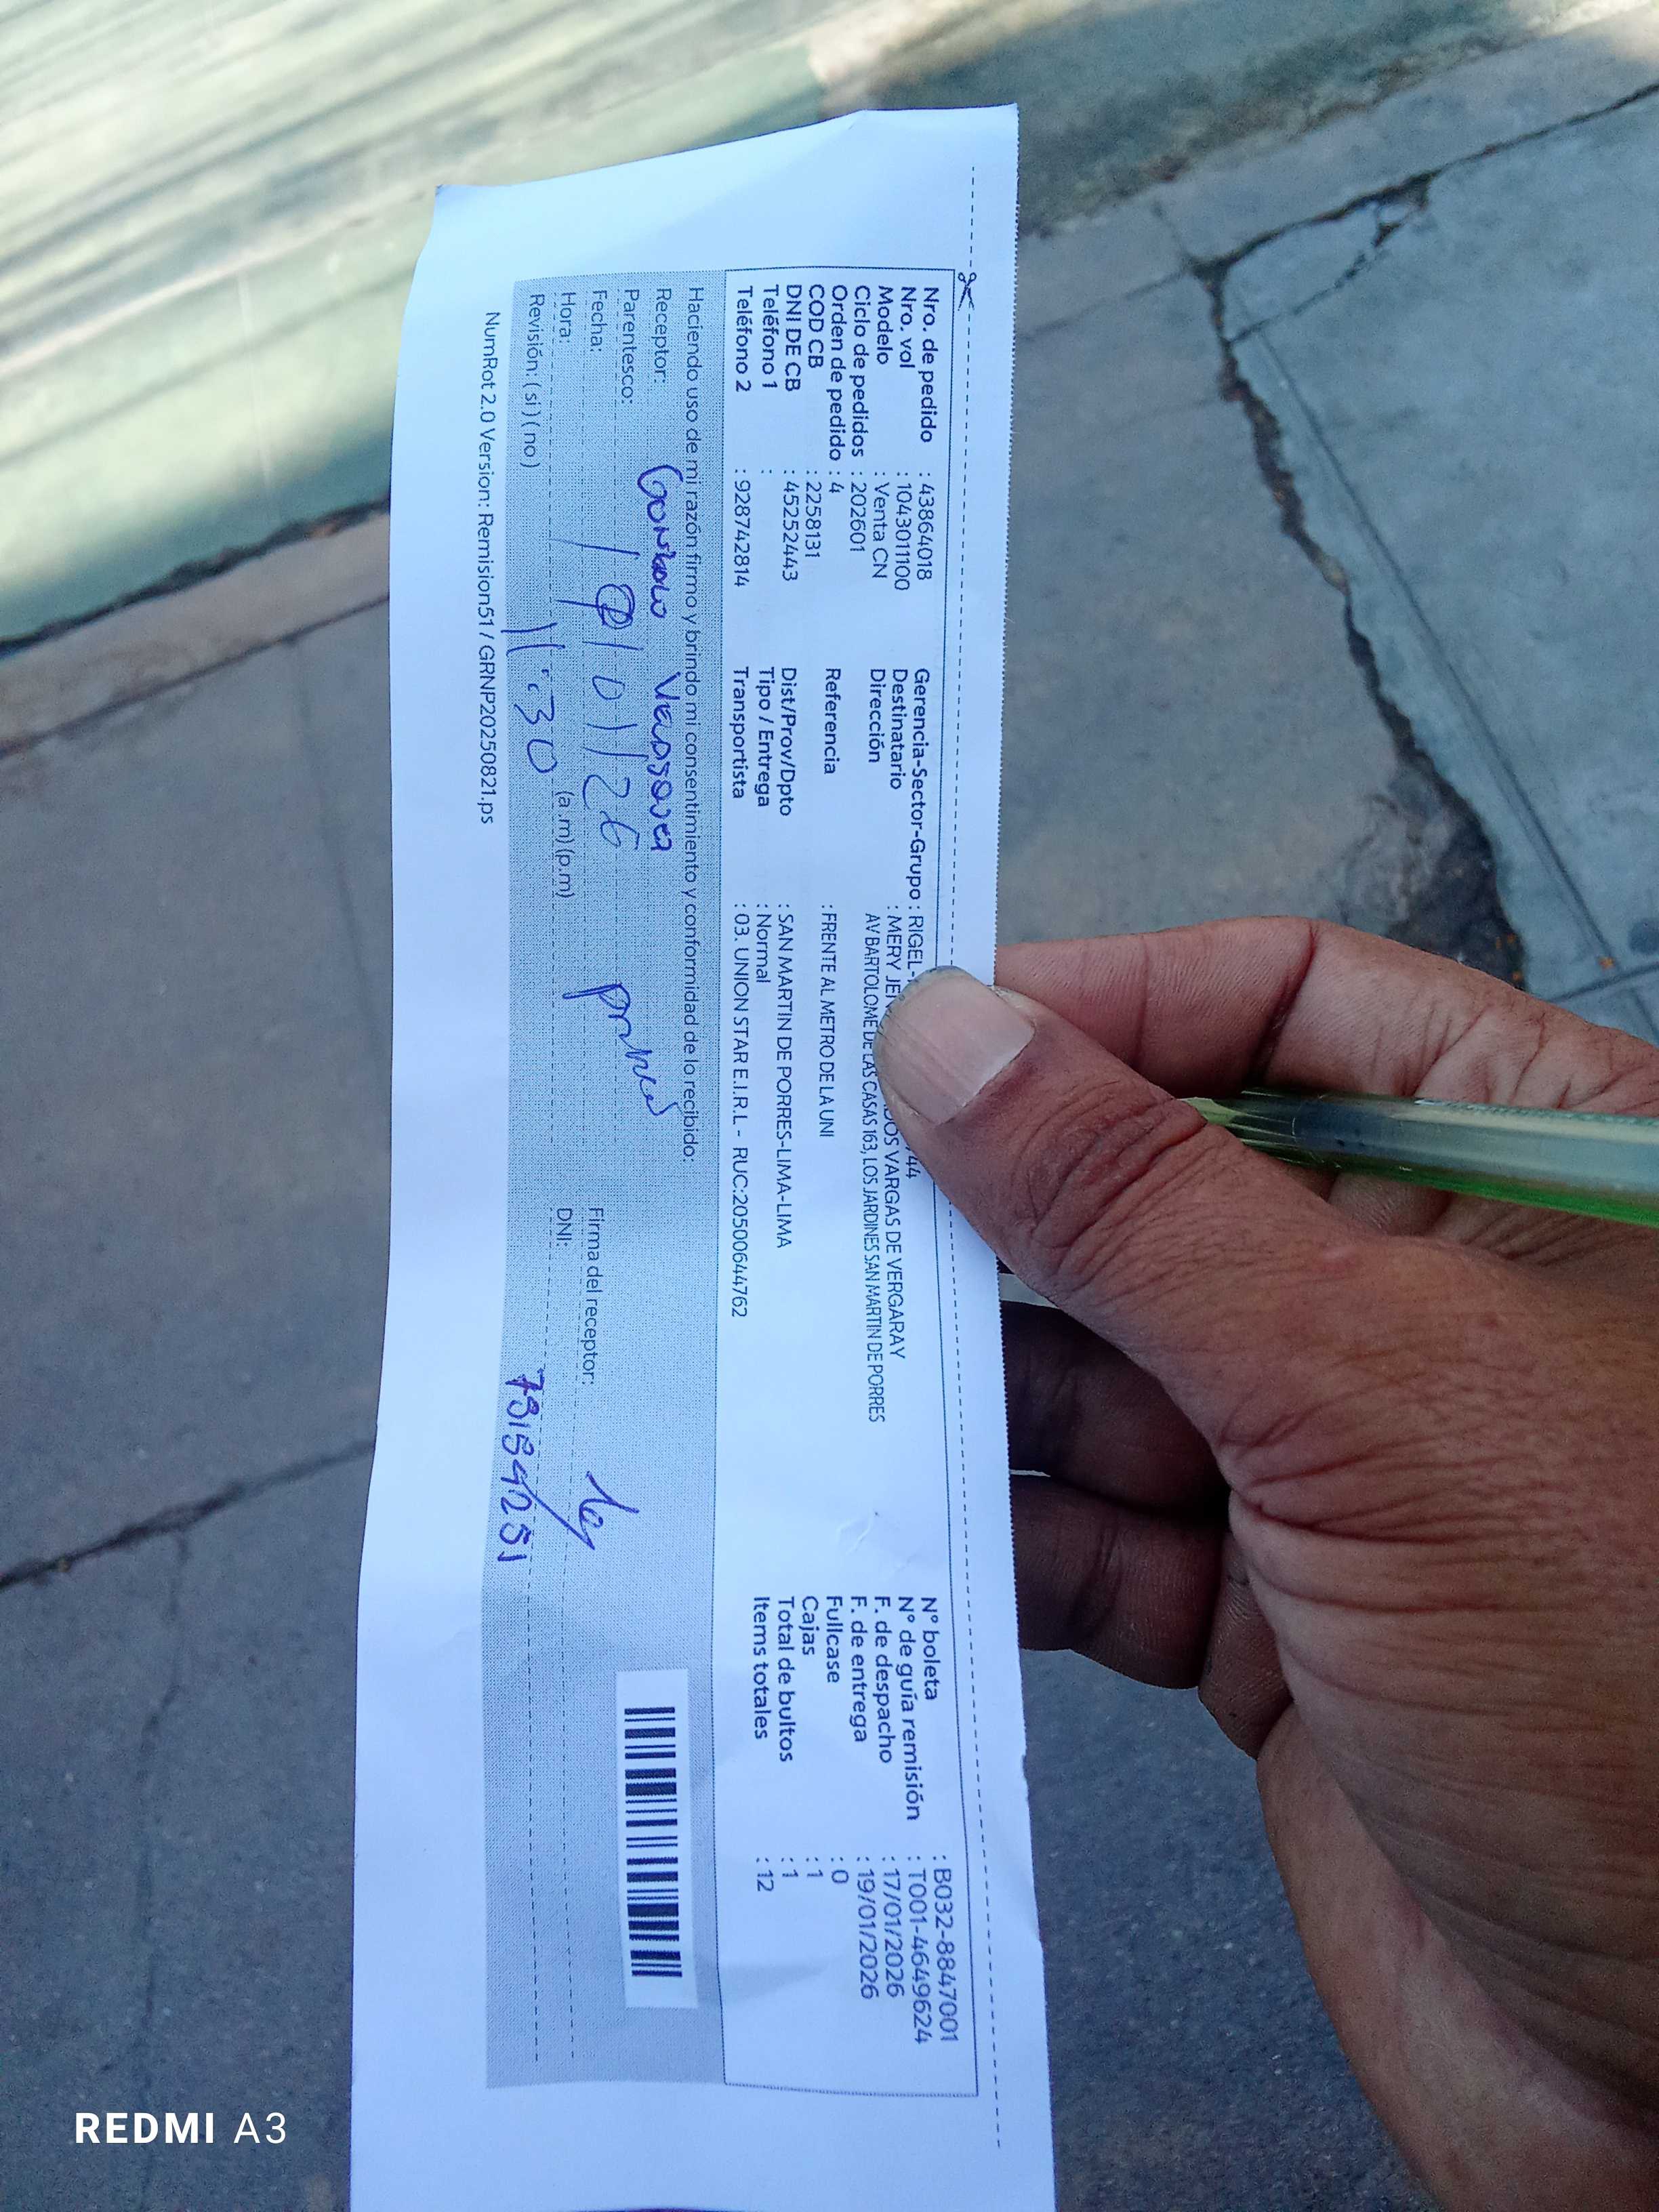 Nro. de pedido : 43864018
Nro. vol : 1043011100
Modelo : Venta CN
Ciclo de pedidos : 202601
Orden de pedido : 4
COD CB : 2258131
DNI DE CB : 45252443
Teléfono 1 :
Teléfono 2 : 928742814
Gerencia-Sector-Grupo : RIGEL- 44
Destinatario : MERY VARGAS DE VERGARAY
Dirección AV BARTOLOME DE LAS CASAS 163, LOS JARDINES SAN MARTIN DE PORRES
Referencia : FRENTE AL METRO DE LA UNI
Dist/Prov/Dpto : SAN MARTIN DE PORRES-LIMA-LIMA
Tipo / Entrega : Normal
Transportista : 03. UNION STAR E.I.R.L - RUC:20500644762
N° boleta : B032-8847001
N° de guía remisión : T001-4649624
F. de despacho : 17/01/2026
F. de entrega : 19/01/2026
Fullcase : 0
Cajas : 1
Total de bultos : 1
Items totales : 12
Haciendo uso de mi razón firmo y brindo mi consentimiento y conformidad de lo recibido:
Receptor:
Parentesco:
Fecha: /01/26
Hora: 11:30 (a.m) (p.m)
Revisión: ( si ) ( no )
Firma del receptor:
DNI:
NumRot 2.0 Version: Remision51 / GRNP20250821.ps
REDMI A3